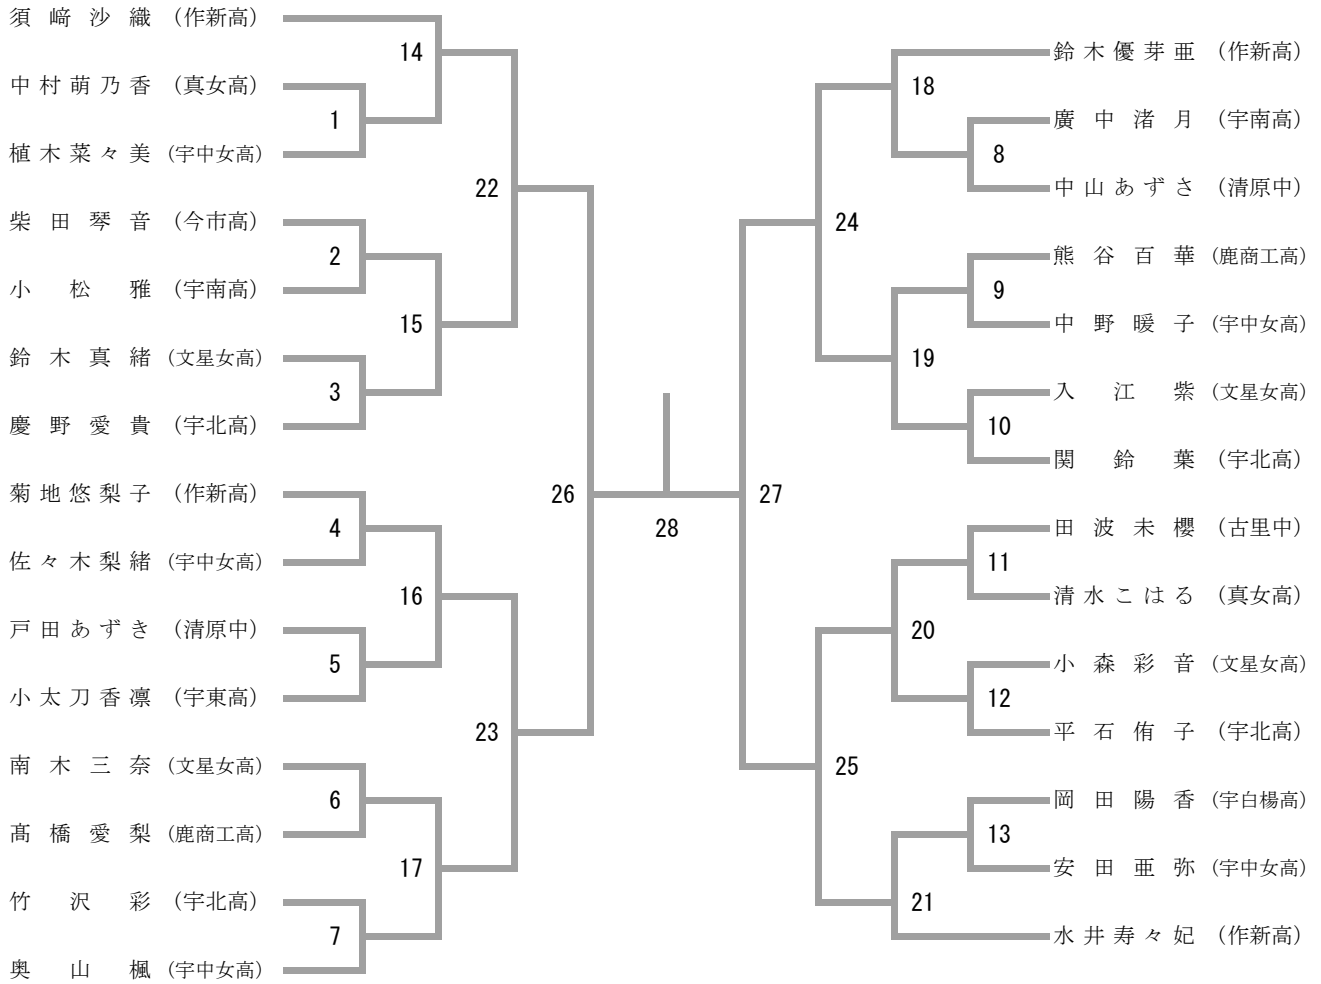 須﨑沙織（作新高）
14
中村萌乃香（真女高）
1
植木菜々美（宇中女高）
22
柴田琴音（今市高）
2
小松雅（宇南高）
15
鈴木真緒（文星女高）
3
慶野愛貴（宇北高）
26
菊地悠梨子（作新高）
4
佐々木梨緒（宇中女高）
16
戸田あずき（清原中）
5
小太刀香凛（宇東高）
23
南木三奈（文星女高）
6
髙橋愛梨（鹿商工高）
17
竹沢彩（宇北高）
7
奥山楓（宇中女高）
28
鈴木優芽亜（作新高）
18
廣中渚月（宇南高）
8
中山あずさ（清原中）
24
熊谷百華（鹿商工高）
9
中野暖子（宇中女高）
19
入江紫（文星女高）
10
関鈴葉（宇北高）
27
田波未櫻（古里中）
11
清水こはる（真女高）
20
小森彩音（文星女高）
12
平石侑子（宇北高）
25
岡田陽香（宇白楊高）
13
安田亜弥（宇中女高）
21
水井寿々妃（作新高）